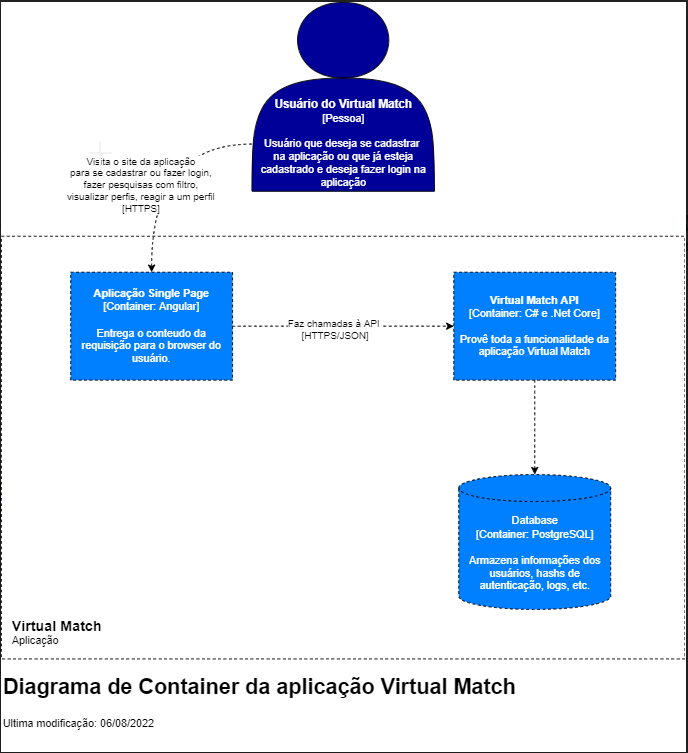 Usuário do Virtual Match
[Pessoa]
Usuário que deseja se cadastrar
na aplicação ou que já esteja
cadastrado e deseja fazer login na
aplicação
Visita o site da aplicação
para se cadastrar ou fazer login,
fazer pesquisas com filtro,
visualizar perfis, reagir a um perfil
[HTTPS]
Aplicação Single Page
[Container: Angular]
Entrega o conteudo da
requisição para o browser do
usuário.
Faz chamadas à API
[HTTPS/JSON]
Virtual Match API
[Container: C# e .Net Core]
Provê toda a funcionalidade da
aplicação Virtual Match
Database
[Container: PostgreSQL]
Armazena informações dos
usuários, hashs de
autenticação, logs, etc.
Virtual Match
Aplicação
Diagrama de Container da aplicação Virtual Match
Ultima modificação: 06/08/2022